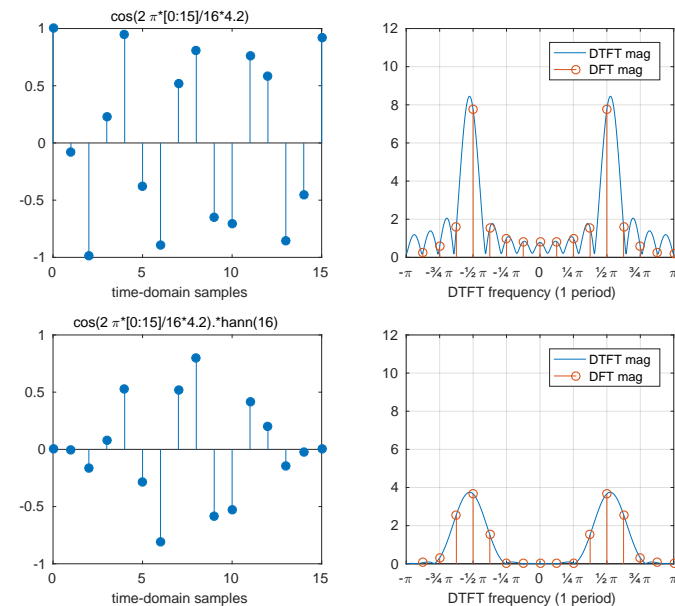 cos(2 π*[0:15]/16*4.2)
1
0.5
0
-0.5
-1
0
5
10
15
time-domain samples
12
10
8
6
4
2
0
DTFT mag
DFT mag
-π
-¾ π
-½ π
-¼ π
0
¼ π
½ π
¾ π
π
DTFT frequency (1 period)
cos(2 π*[0:15]/16*4.2).*hann(16)
1
0.5
0
-0.5
-1
0
5
10
15
time-domain samples
12
10
8
6
4
2
0
DTFT mag
DFT mag
-π
-¾ π
-½ π
-¼ π
0
¼ π
½ π
¾ π
π
DTFT frequency (1 period)